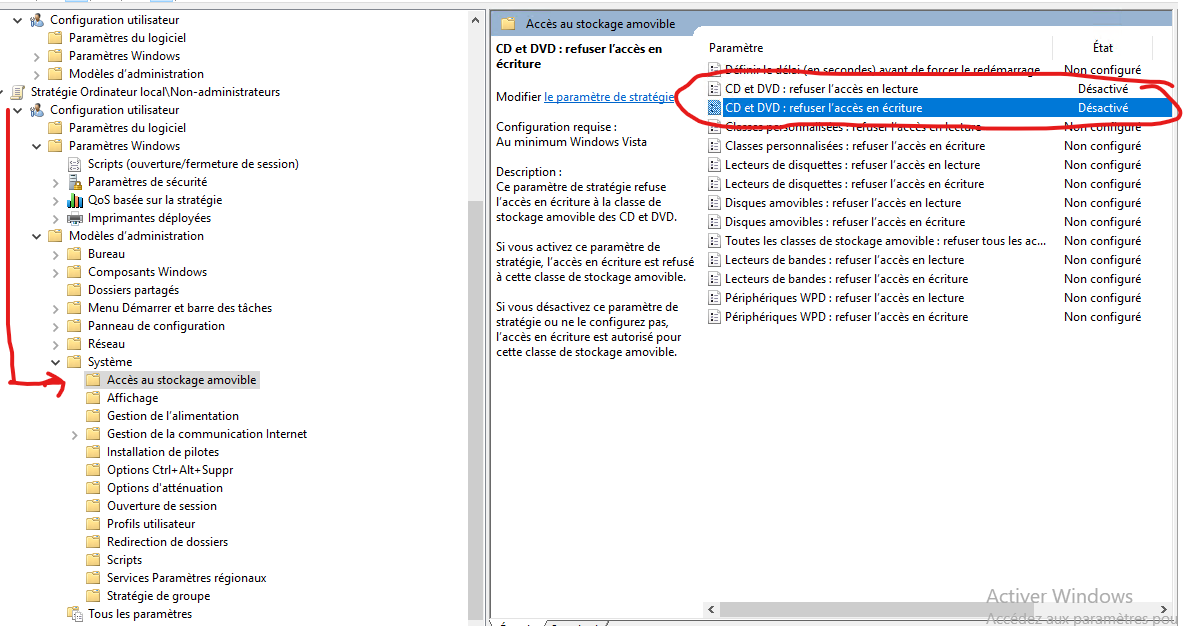 Configuration utilisateur
Paramètres du logiciel
Paramètres Windows
Modèles d'administration
Stratégie Ordinateur local\Non-administrateurs
Configuration utilisateur
Paramètres du logiciel
Paramètres Windows
Scripts (ouverture/fermeture de session)
Paramètres de sécurité
QoS basée sur la stratégie
Imprimantes déployées
Modèles d'administration
Bureau
Composants Windows
Dossiers partagés
Menu Démarrer et barre des tâches
Panneau de configuration
Réseau
Système
Accès au stockage amovible
Affichage
Gestion de l'alimentation
Gestion de la communication Internet
Installation de pilotes
Options Ctrl+Alt+Suppr
Options d'atténuation
Ouverture de session
Profils utilisateur
Redirection de dossiers
Scripts
Services Paramètres régionaux
Stratégie de groupe
Tous les paramètres
Accès au stockage amovible
CD et DVD : refuser l'accès en
écriture
Modifier le paramètre de stratégie
Configuration requise :
Au minimum Windows Vista
Description :
Ce paramètre de stratégie refuse
l'accès en écriture à la classe de
stockage amovible des CD et DVD.
Si vous activez ce paramètre de
stratégie, l'accès en écriture est refusé
à cette classe de stockage amovible.
Si vous désactivez ce paramètre de
stratégie ou ne le configurez pas,
l'accès en écriture est autorisé pour
cette classe de stockage amovible.
Paramètre État
Définir le délai (en secondes) avant de forcer le redémarrage Non configuré
CD et DVD : refuser l'accès en lecture Désactivé
CD et DVD : refuser l'accès en écriture Désactivé
Classes personnalisées : refuser l'accès en lecture Non configuré
Classes personnalisées : refuser l'accès en écriture Non configuré
Lecteurs de disquettes : refuser l'accès en lecture Non configuré
Lecteurs de disquettes : refuser l'accès en écriture Non configuré
Disques amovibles : refuser l'accès en lecture Non configuré
Disques amovibles : refuser l'accès en écriture Non configuré
Toutes les classes de stockage amovible : refuser tous les ac... Non configuré
Lecteurs de bandes : refuser l'accès en lecture Non configuré
Lecteurs de bandes : refuser l'accès en écriture Non configuré
Périphériques WPD : refuser l'accès en lecture Non configuré
Périphériques WPD : refuser l'accès en écriture Non configuré
Activer Windows
Accédez aux paramètres pou